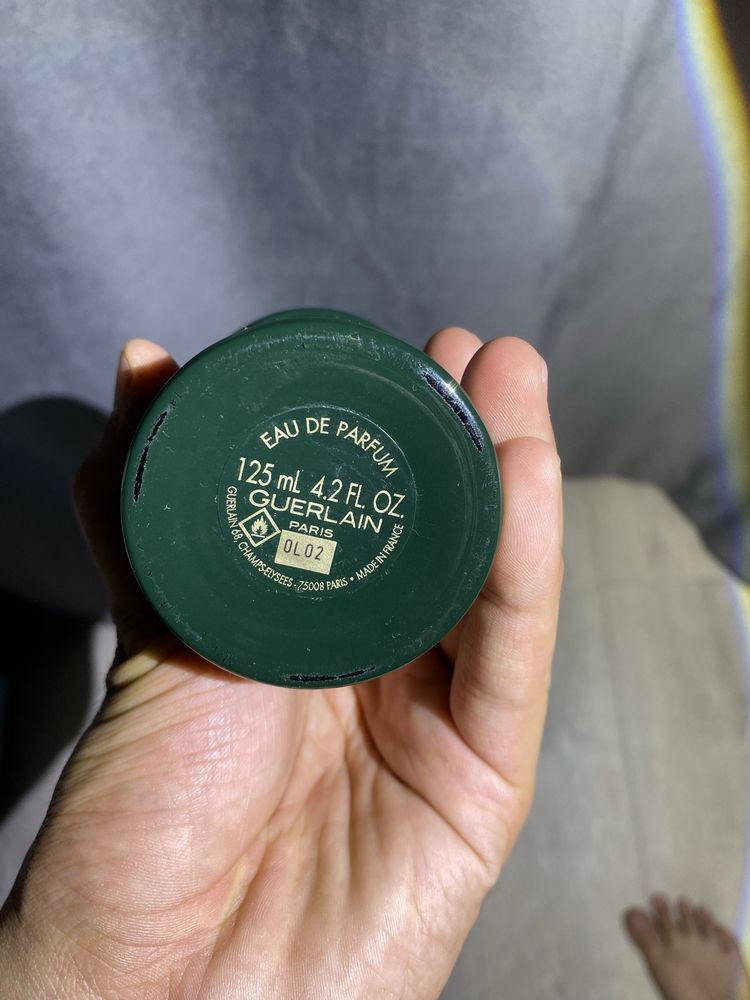 EAU DE PARFUM
125 ml 4.2 FL. OZ.
GUERLAIN
PARIS
0L02
GUERLAIN 68, CHAMPS-ELYSEES - 75008 PARIS • MADE IN FRANCE